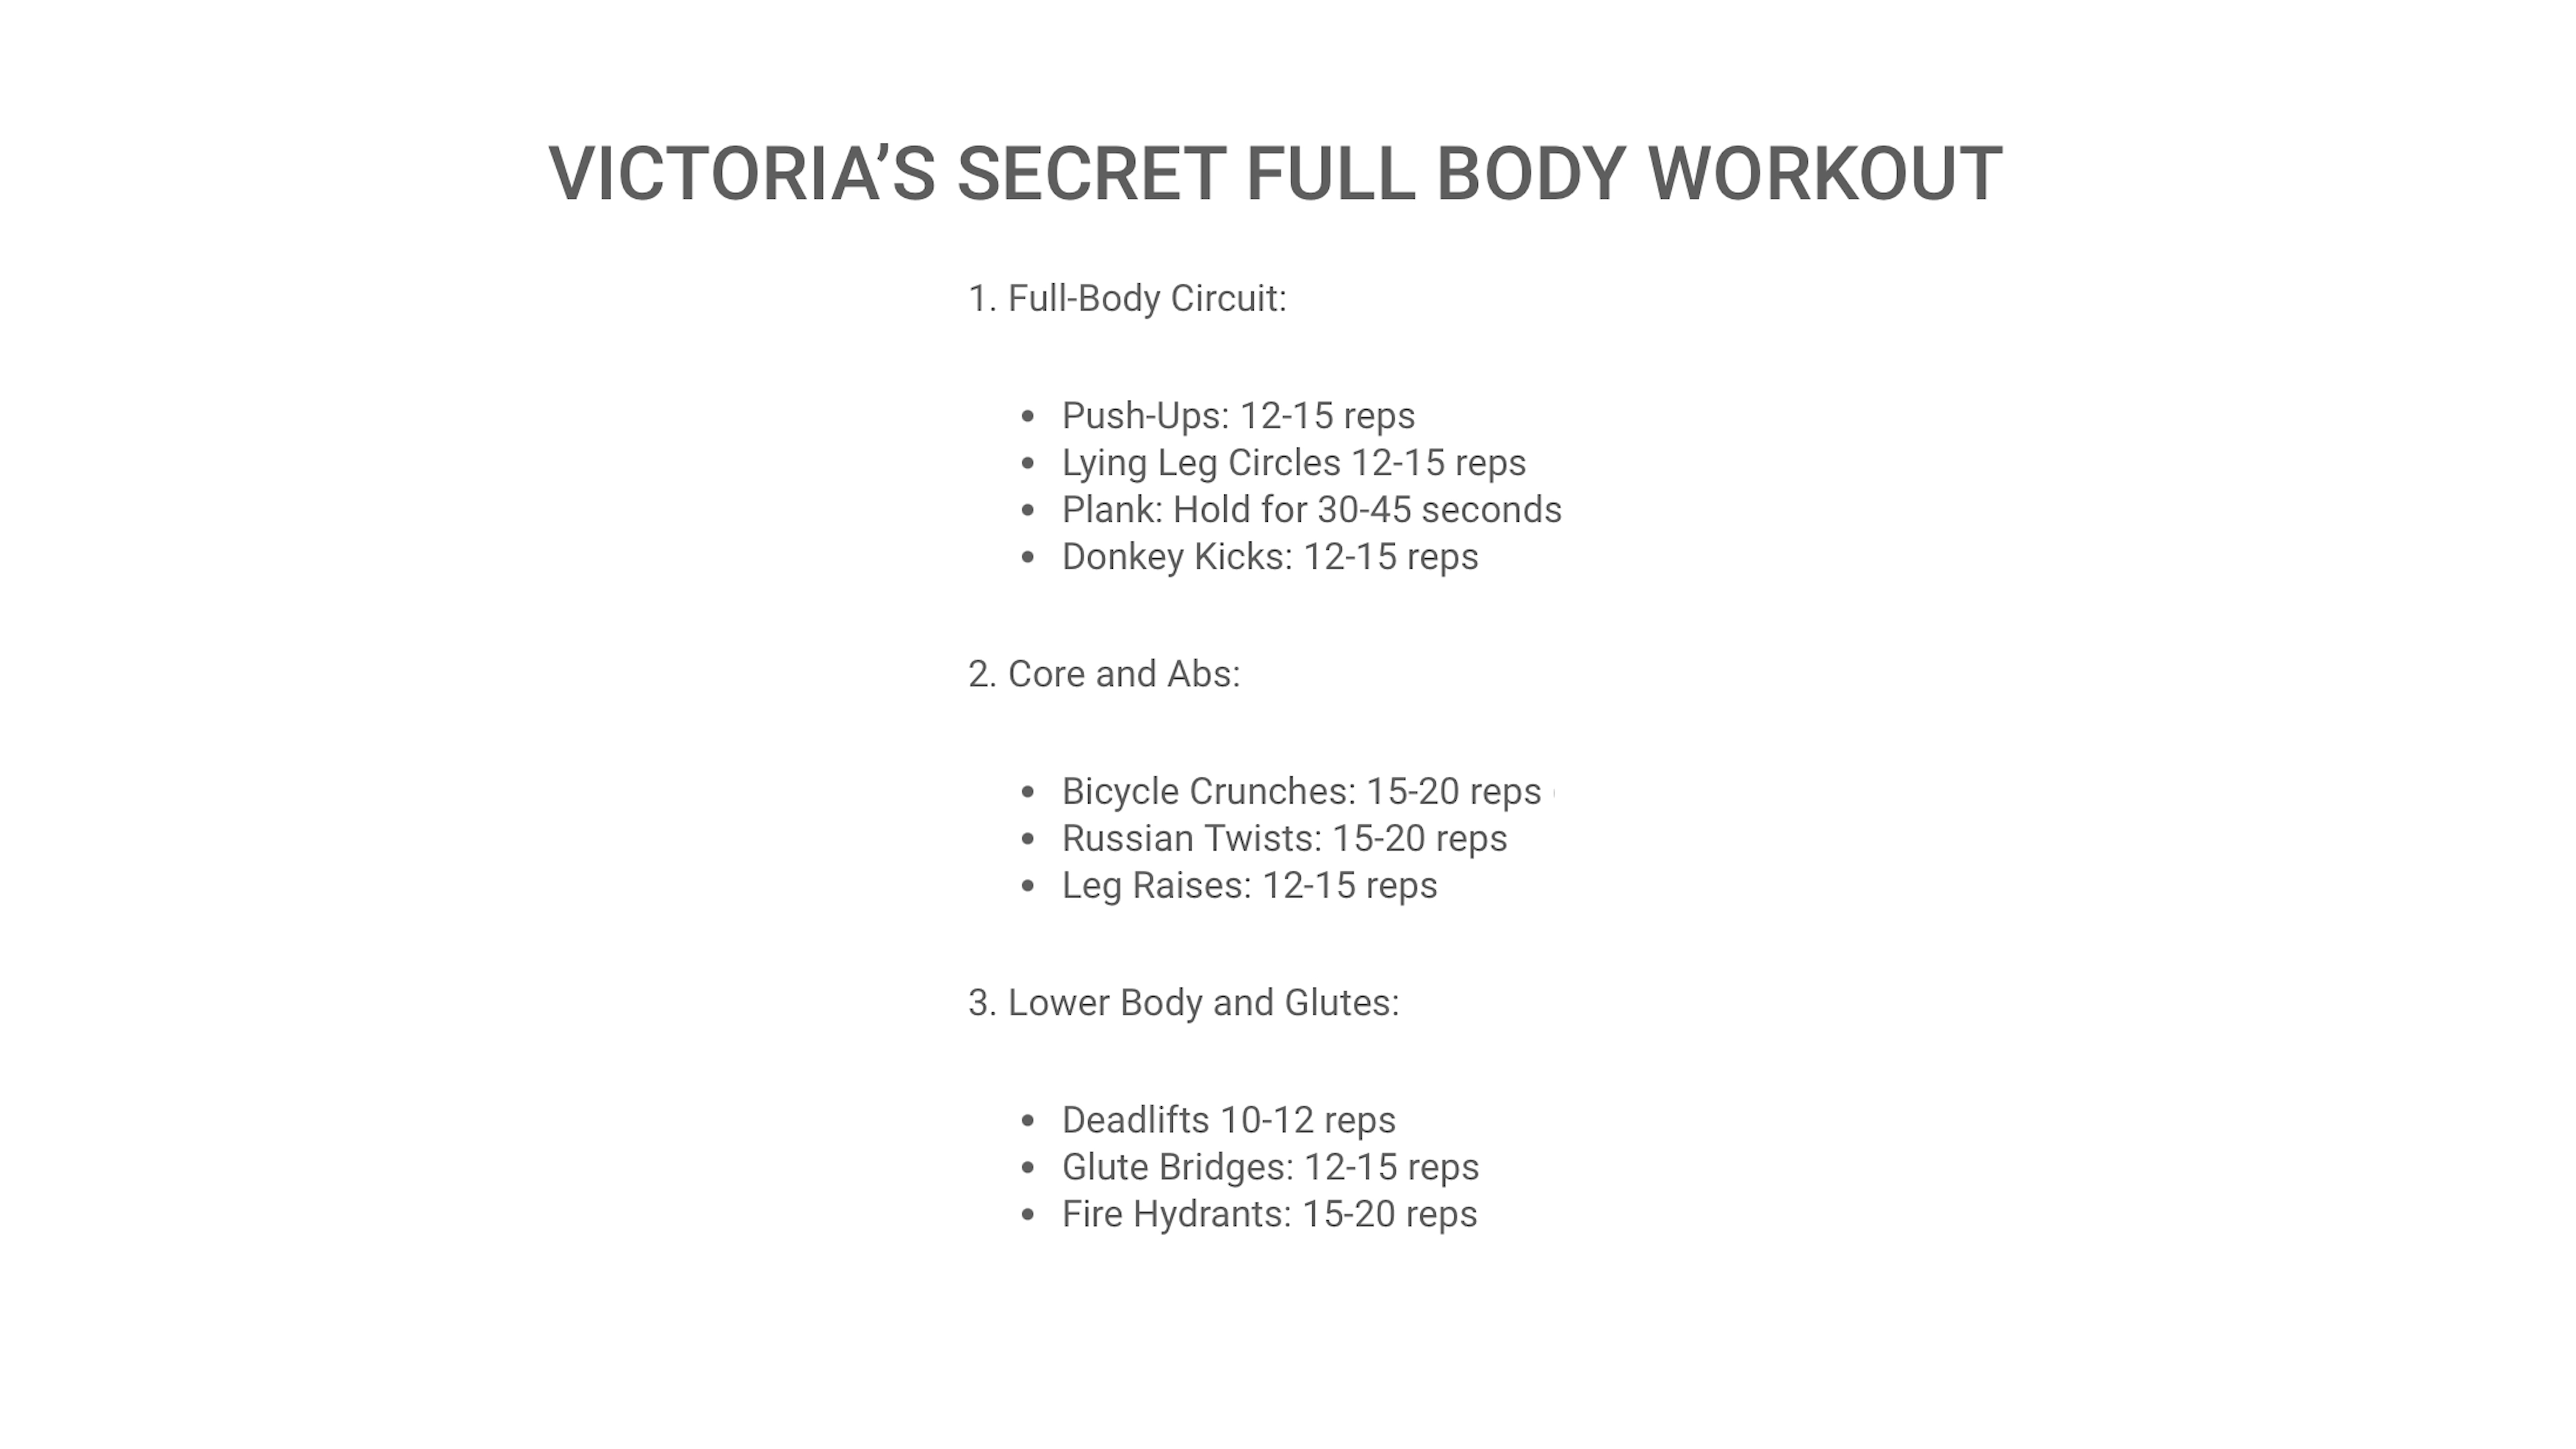 VICTORIA’S SECRET FULL BODY WORKOUT
1. Full-Body Circuit:
• Push-Ups: 12-15 reps
• Lying Leg Circles 12-15 reps
• Plank: Hold for 30-45 seconds
• Donkey Kicks: 12-15 reps
2. Core and Abs:
• Bicycle Crunches: 15-20 reps
• Russian Twists: 15-20 reps
• Leg Raises: 12-15 reps
3. Lower Body and Glutes:
• Deadlifts 10-12 reps
• Glute Bridges: 12-15 reps
• Fire Hydrants: 15-20 reps